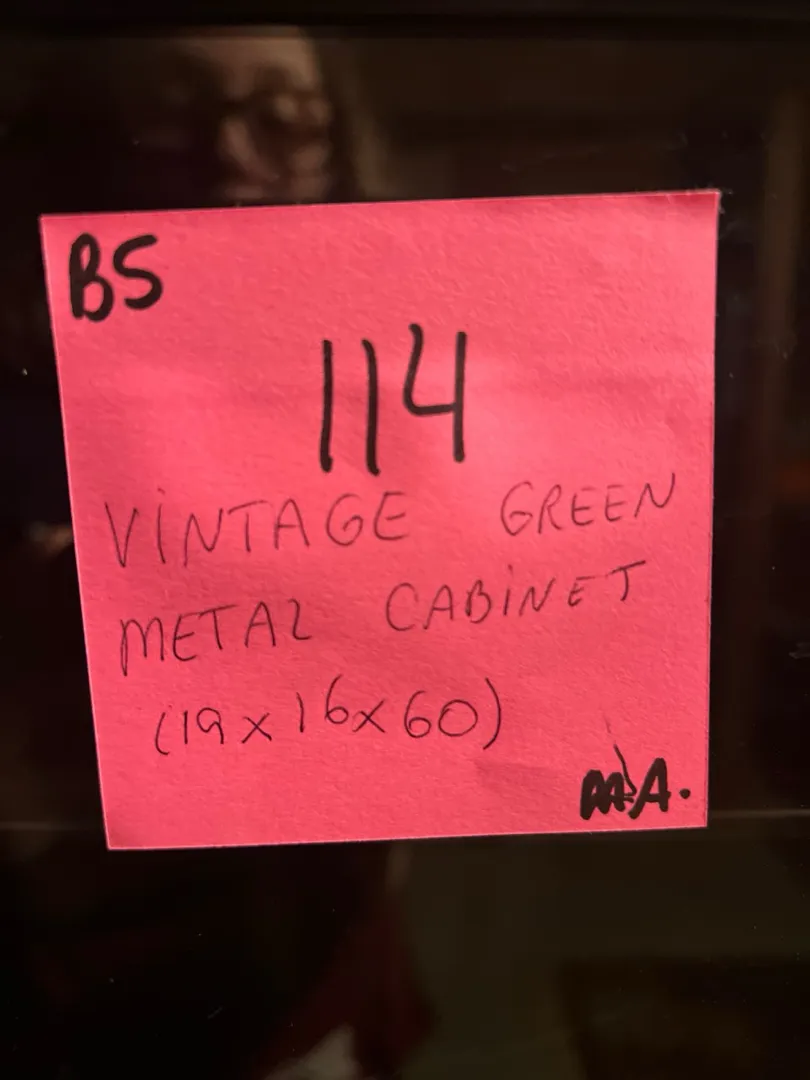 BS
114
VINTAGE GREEN
METAL CABINET
(19x16x60)
M.A.